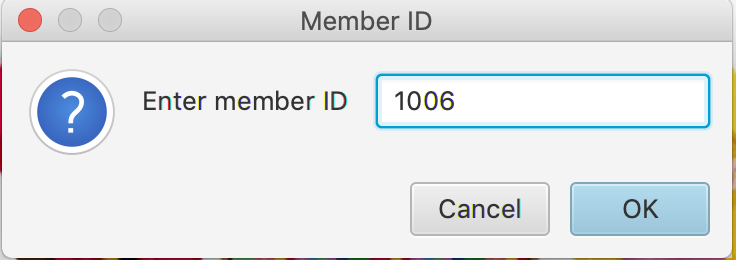 Member ID
?
Enter member ID 1006
Cancel OK